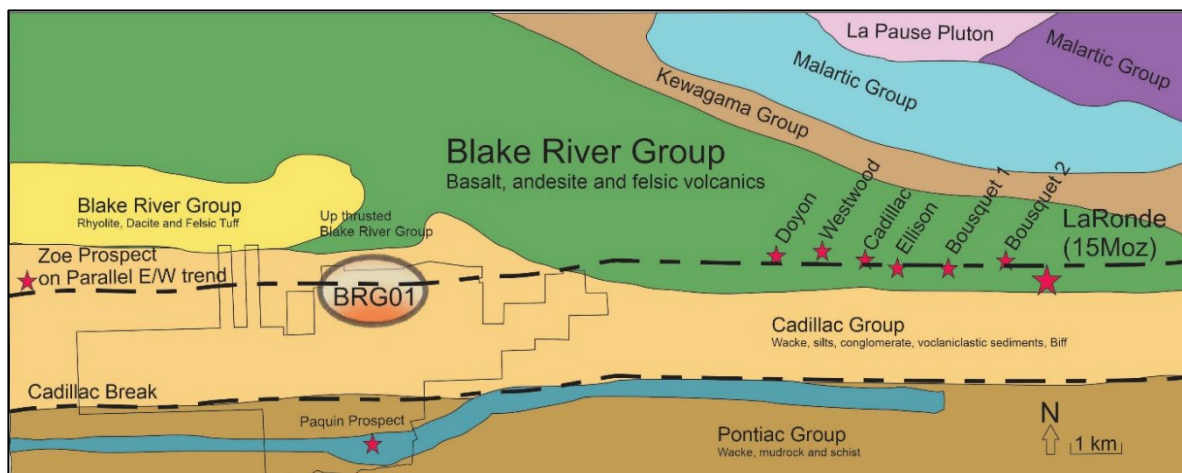 La Pause Pluton
Malartic Group
Malartic Group
Kewagama Group
Blake River Group
Basalt, andesite and felsic volcanics
Blake River Group
Rhyolite, Dacite and Felsic Tuff
Up thrusted
Blake River Group
Doyon
Westwood
Cadillac
Ellison
Bousquet 1
Bousquet 2
LaRonde
(15Moz)
Zoe Prospect
on Parallel E/W trend
BRG01
Cadillac Group
Wacke, silts, conglomerate, voclaniclastic sediments, Biff
Cadillac Break
Paquin Prospect
Pontiac Group
Wacke, mudrock and schist
N
1 km